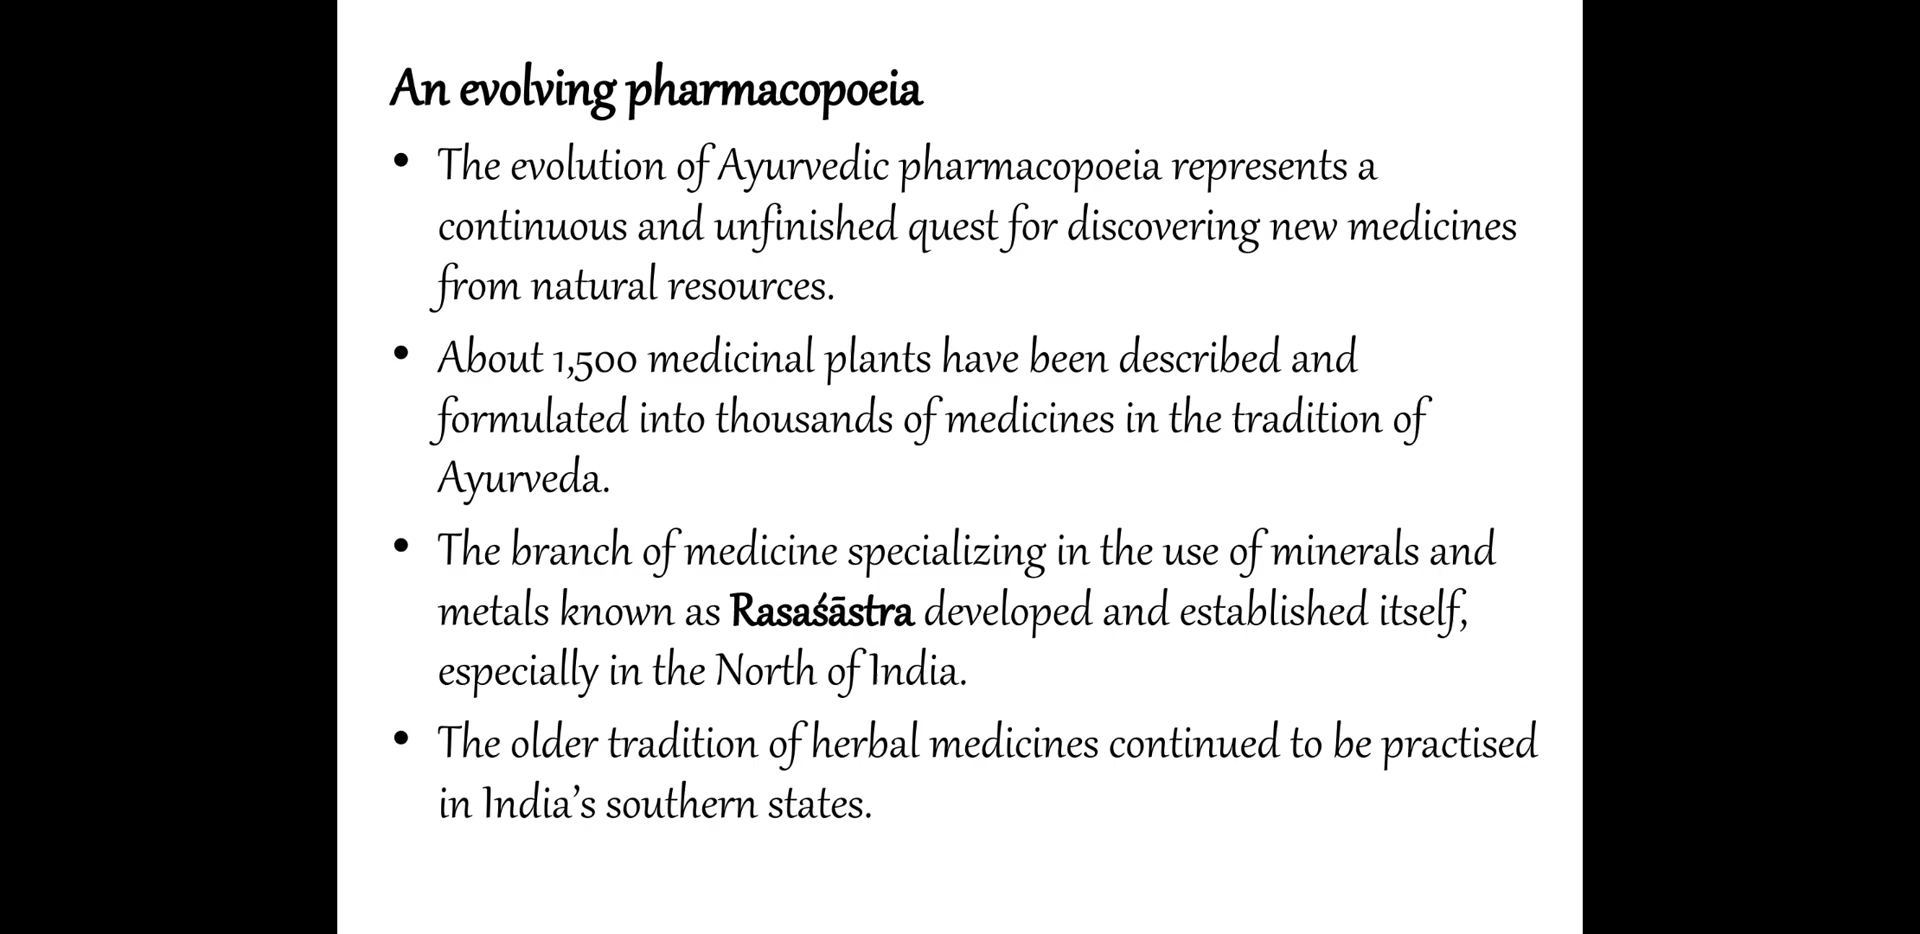 An evolving pharmacopoeia
• The evolution of Ayurvedic pharmacopoeia represents a
continuous and unfinished quest for discovering new medicines
from natural resources.
• About 1,500 medicinal plants have been described and
formulated into thousands of medicines in the tradition of
Ayurveda.
• The branch of medicine specializing in the use of minerals and
metals known as Rasaśāstra developed and established itself,
especially in the North of India.
• The older tradition of herbal medicines continued to be practised
in India’s southern states.